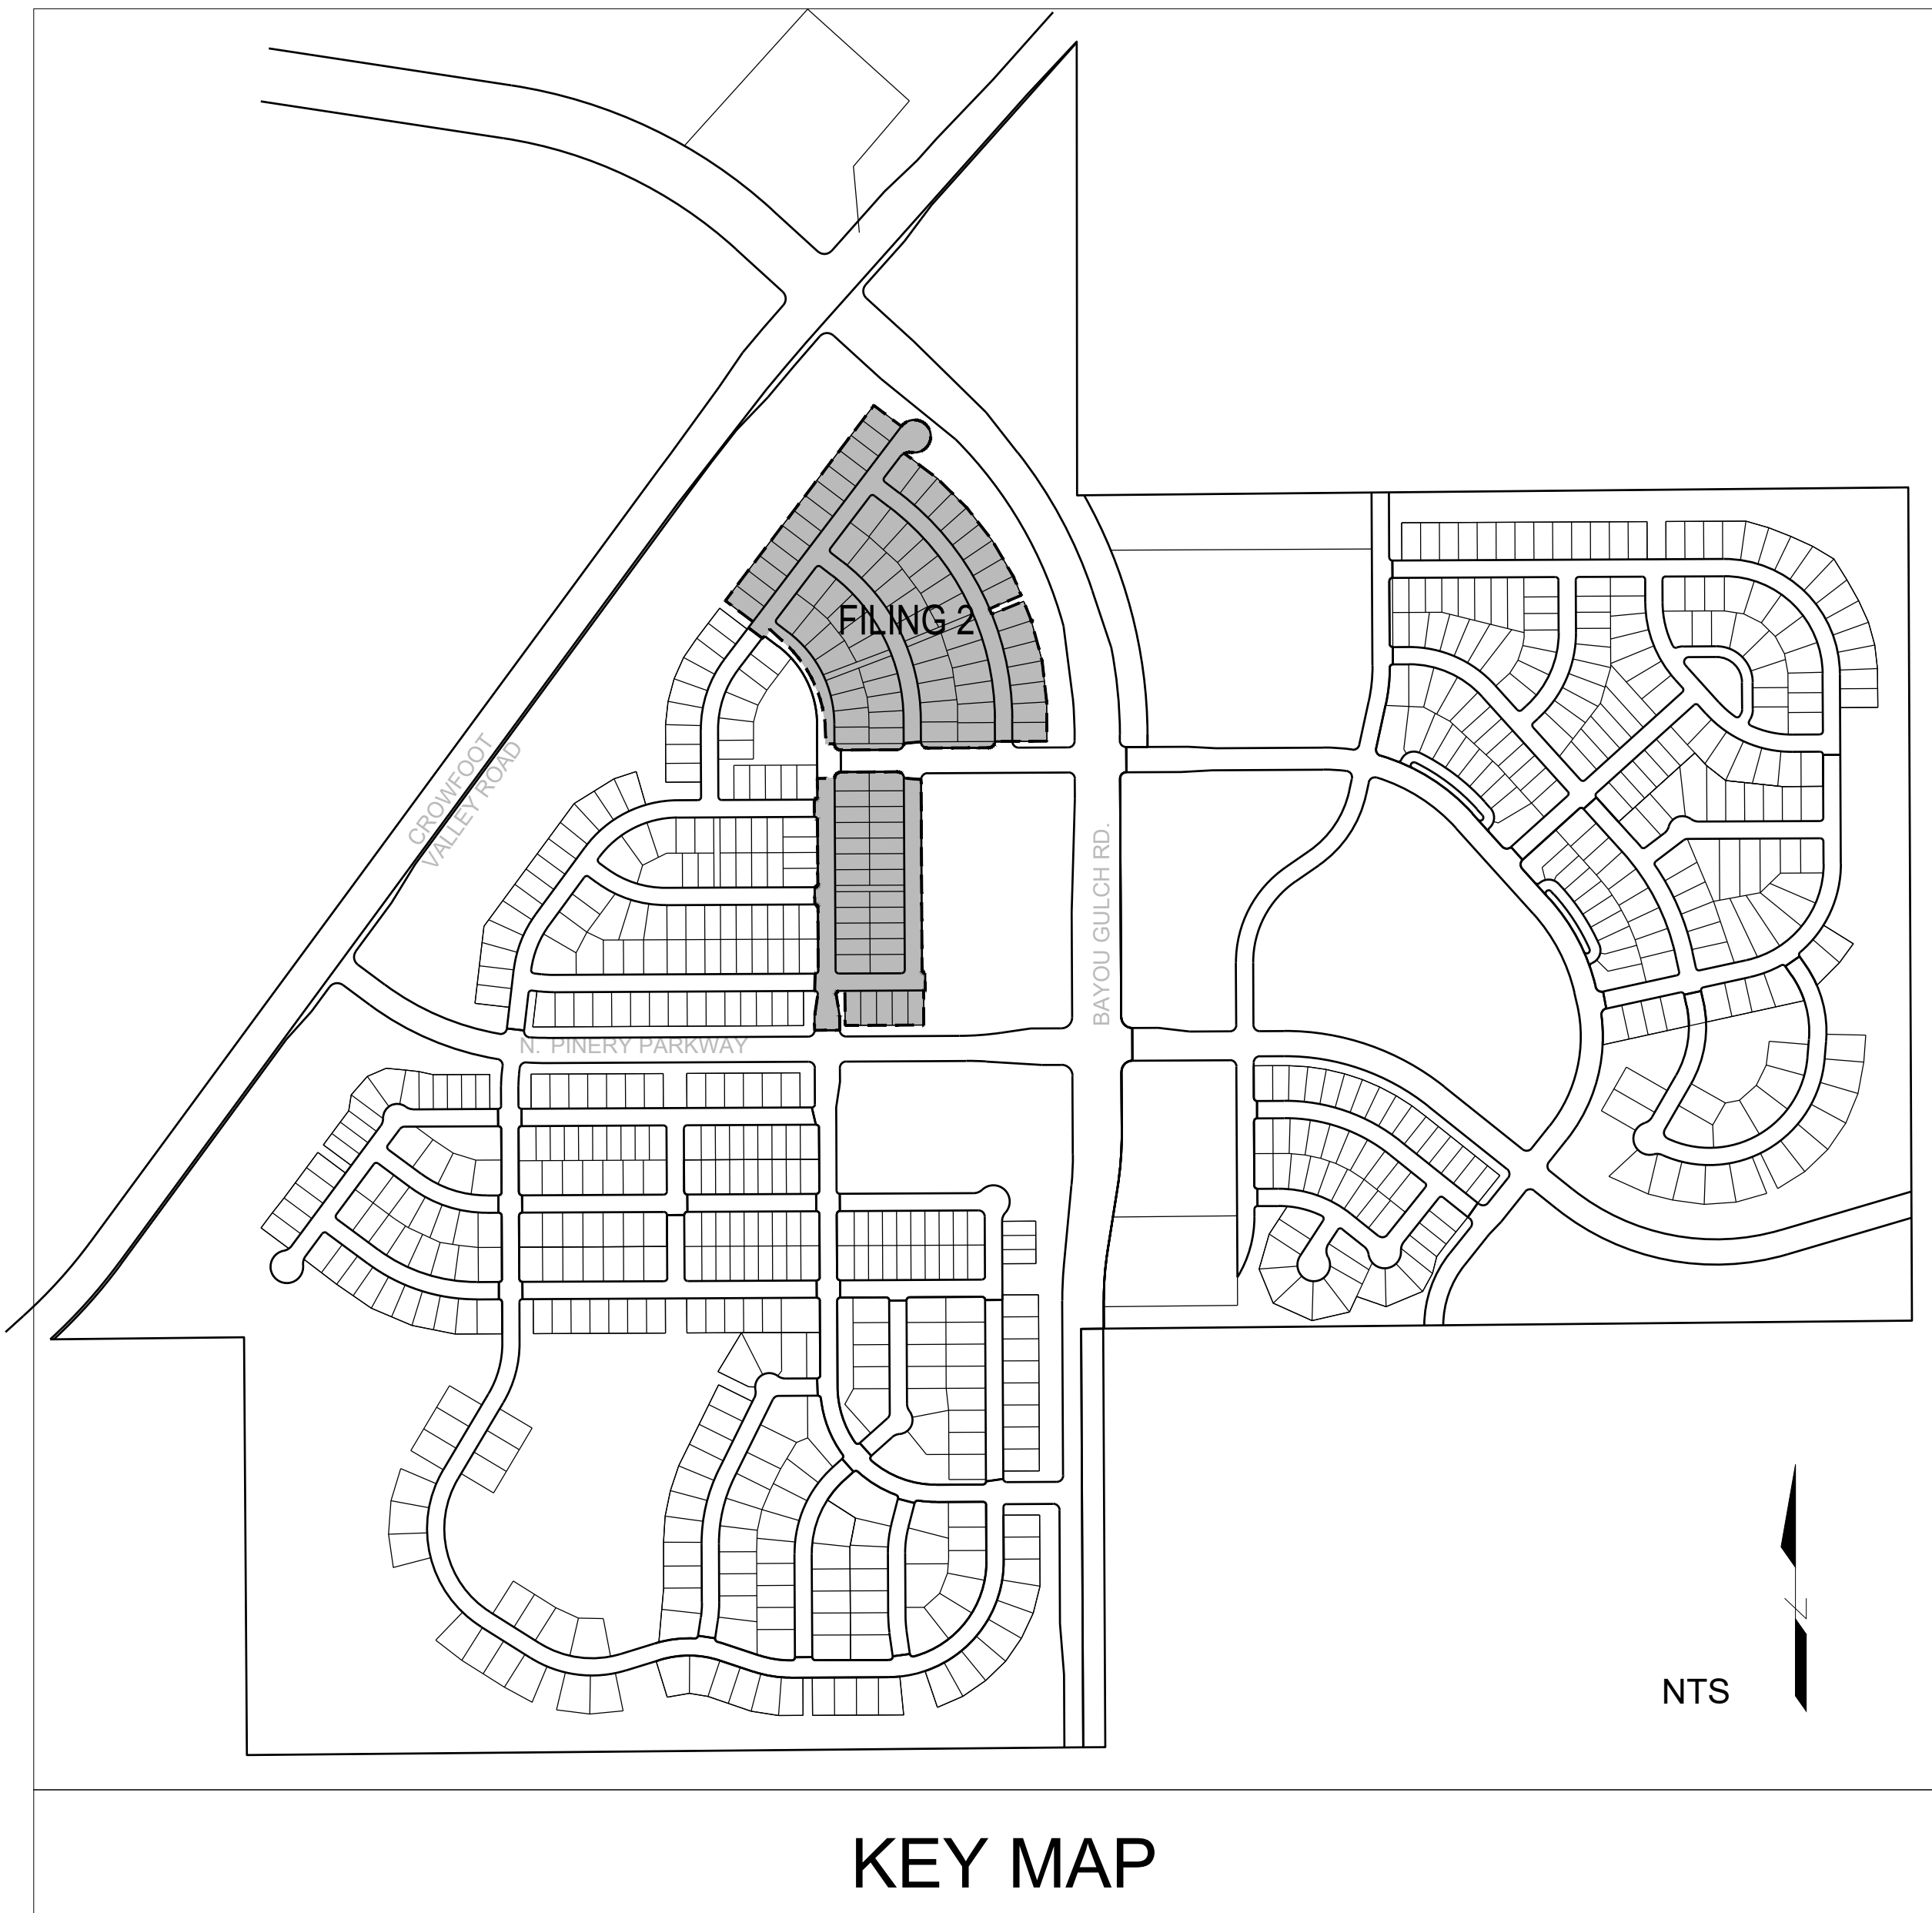 FILING 2
CROWFOOT
VALLEY ROAD
BAYOU GULCH RD.
N. PINERY PARKWAY
NTS
KEY MAP